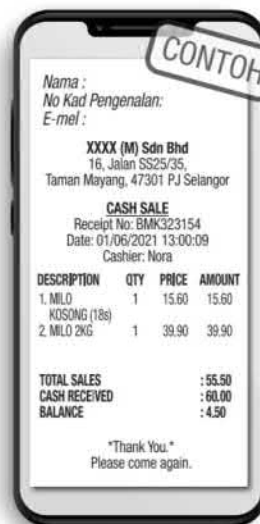 CONTOH
Nama :
No Kad Pengenalan:
E-mel :
XXXX (M) Sdn Bhd
16, Jalan SS25/35,
Taman Mayang, 47301 PJ Selangor
CASH SALE
Receipt No: BMK323154
Date: 01/06/2021 13:00:09
Cashier: Nora
DESCRIPTION QTY PRICE AMOUNT
1. MILO 1 15.60 15.60
KOSONG (18s)
2. MILO 2KG 1 39.90 39.90
TOTAL SALES : 55.50
CASH RECEIVED : 60.00
BALANCE : 4.50
*Thank You.*
Please come again.